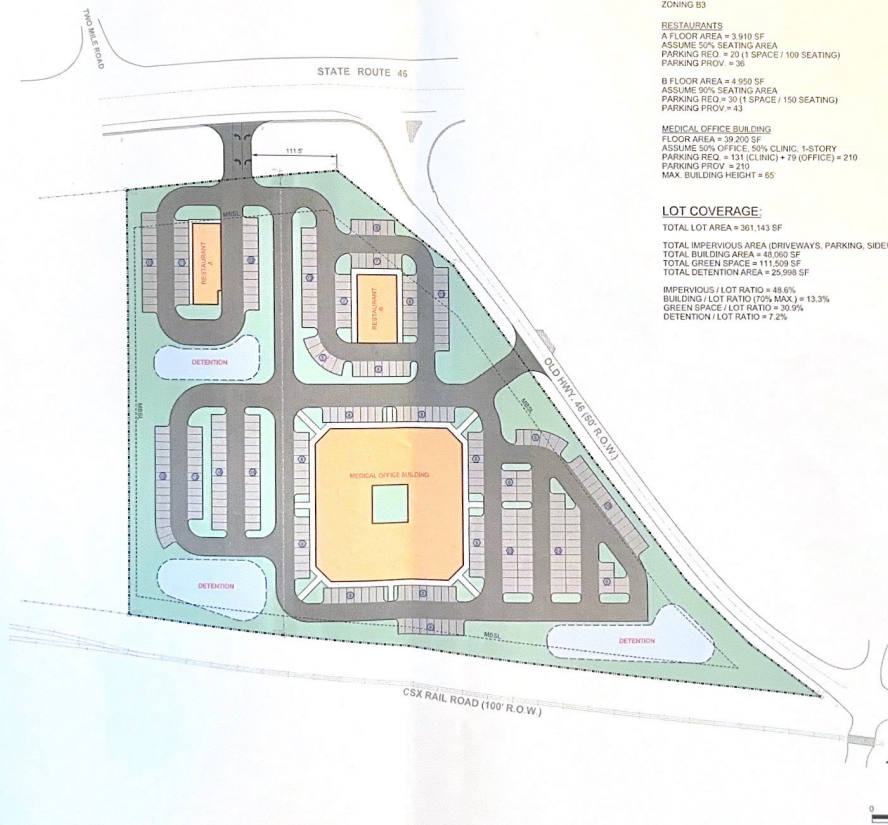 ZONING B3
RESTAURANTS
A FLOOR AREA = 3,910 SF
ASSUME 50% SEATING AREA
PARKING REQ. = 20 (1 SPACE / 100 SEATING)
PARKING PROV. = 36
B FLOOR AREA = 4,950 SF
ASSUME 90% SEATING AREA
PARKING REQ.= 30 (1 SPACE / 150 SEATING)
PARKING PROV.= 43
MEDICAL OFFICE BUILDING
FLOOR AREA = 39,200 SF
ASSUME 50% OFFICE, 50% CLINIC, 1-STORY
PARKING REQ. = 131 (CLINIC) + 79 (OFFICE) = 210
PARKING PROV. = 210
MAX. BUILDING HEIGHT = 65'
LOT COVERAGE:
TOTAL LOT AREA = 361,143 SF
TOTAL IMPERVIOUS AREA (DRIVEWAYS, PARKING,
TOTAL BUILDING AREA = 48,060 SF
TOTAL GREEN SPACE = 111,509 SF
TOTAL DETENTION AREA = 25,998 SF
IMPERVIOUS / LOT RATIO = 48.6%
BUILDING / LOT RATIO (70% MAX.) = 13.3%
GREEN SPACE / LOT RATIO = 30.9%
DETENTION / LOT RATIO = 7.2%
TWO MILE ROAD
STATE ROUTE 46
111.5'
MBSL
RESTAURANT A
RESTAURANT B
DETENTION
OLD HWY. 46 (50' R.O.W.)
MBSL
MBSL
MEDICAL OFFICE BUILDING
DETENTION
MBSL
DETENTION
CSX RAIL ROAD (100' R.O.W.)
0